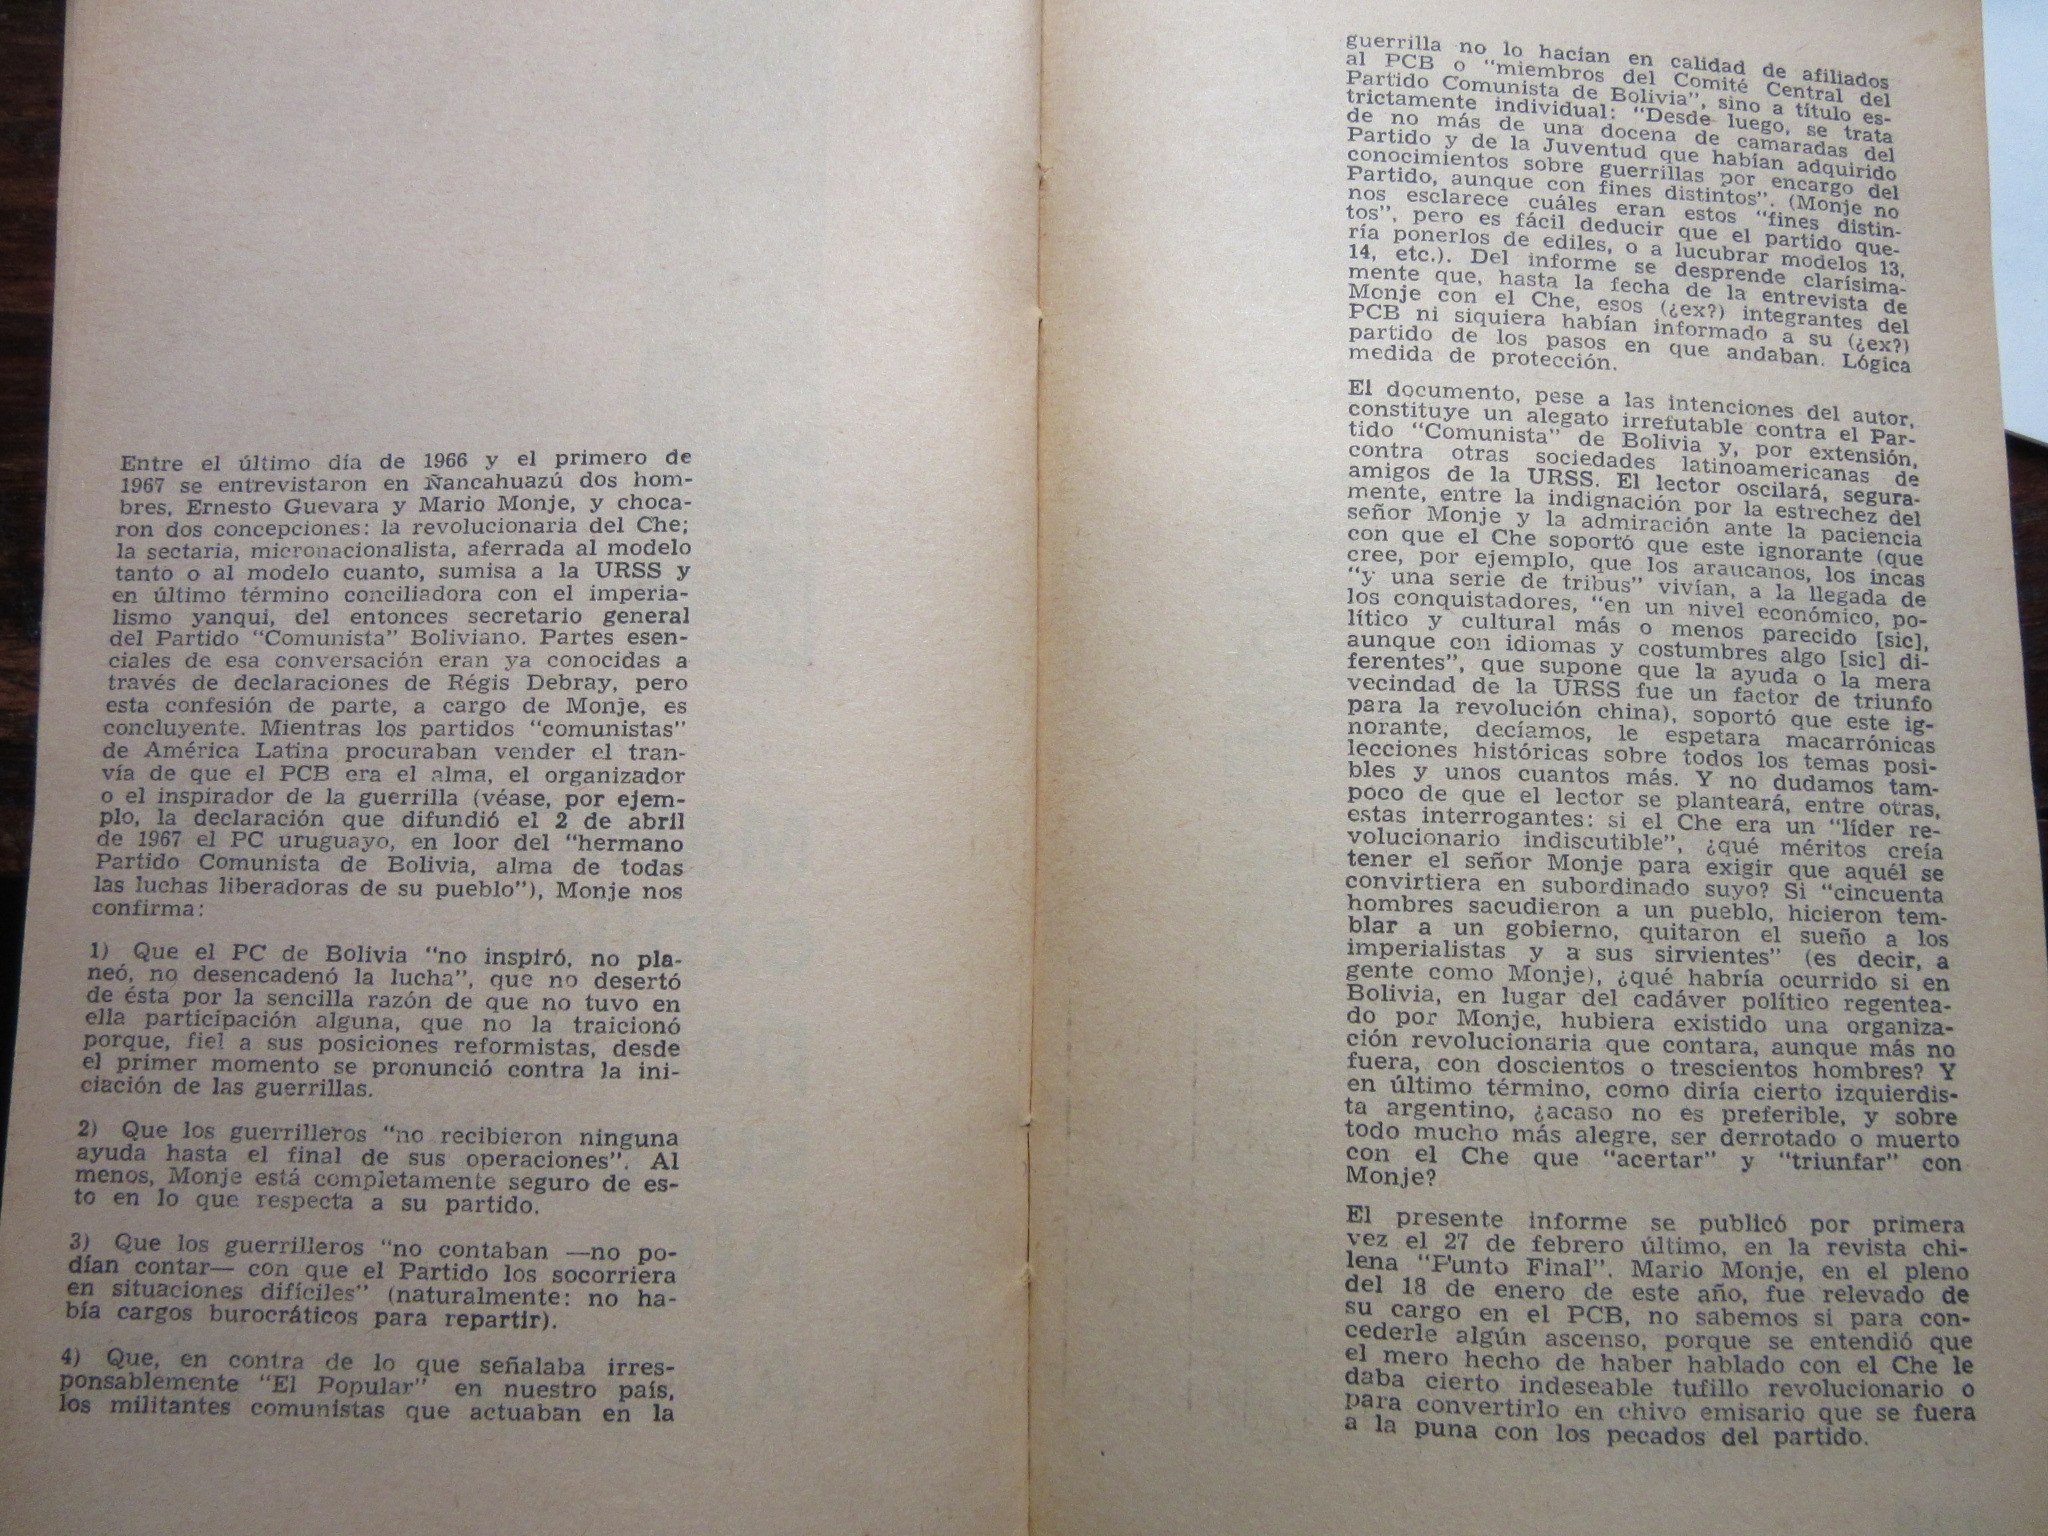 Entre el último día de 1966 y el primero de
1967 se entrevistaron en Ñancahuazú dos hom-
bres, Ernesto Guevara y Mario Monje, y choca-
ron dos concepciones: la revolucionaria del Che;
la sectaria, micronacionalista, aferrada al modelo
tanto o al modelo cuanto, sumisa a la URSS y
en último término conciliadora con el imperia-
lismo yanqui, del entonces secretario general
del Partido “Comunista” Boliviano. Partes esen-
ciales de esa conversación eran ya conocidas a
través de declaraciones de Régis Debray, pero
esta confesión de parte, a cargo de Monje, es
concluyente. Mientras los partidos “comunistas”
de América Latina procuraban vender el tran-
vía de que el PCB era el alma, el organizador
o el inspirador de la guerrilla (véase, por ejem-
plo, la declaración que difundió el 2 de abril
de 1967 el PC uruguayo, en loor del “hermano
Partido Comunista de Bolivia, alma de todas
las luchas liberadoras de su pueblo”), Monje nos
confirma:
1) Que el PC de Bolivia “no inspiró, no pla-
neó, no desencadenó la lucha”, que no desertó
de ésta por la sencilla razón de que no tuvo en
ella participación alguna, que no la traicionó
porque, fiel a sus posiciones reformistas, desde
el primer momento se pronunció contra la ini-
ciación de las guerrillas.
2) Que los guerrilleros “no recibieron ninguna
ayuda hasta el final de sus operaciones”. Al
menos, Monje está completamente seguro de es-
to en lo que respecta a su partido.
3) Que los guerrilleros “no contaban —no po-
dían contar— con que el Partido los socorriera
en situaciones difíciles” (naturalmente: no ha-
bía cargos burocráticos para repartir).
4) Que, en contra de lo que señalaba irres-
ponsablemente “El Popular” en nuestro país,
los militantes comunistas que actuaban en la
guerrilla no lo hacían en calidad de afiliados
al PCB o “miembros del Comité Central del
Partido Comunista de Bolivia”, sino a título es-
trictamente individual: “Desde luego, se trata
de no más de una docena de camaradas del
Partido y de la Juventud que habían adquirido
conocimientos sobre guerrillas por encargo del
Partido, aunque con fines distintos”. (Monje no
nos esclarece cuáles eran estos “fines distin-
tos”, pero es fácil deducir que el partido que-
ría ponerlos de ediles, o a lucubrar modelos 13,
14, etc.). Del informe se desprende clarísima-
mente que, hasta la fecha de la entrevista de
Monje con el Che, esos (¿ex?) integrantes del
PCB ni siquiera habían informado a su (¿ex?)
partido de los pasos en que andaban. Lógica
medida de protección.
El documento, pese a las intenciones del autor,
constituye un alegato irrefutable contra el Par-
tido “Comunista” de Bolivia y, por extensión,
contra otras sociedades latinoamericanas de
amigos de la URSS. El lector oscilará, segura-
mente, entre la indignación por la estrechez del
señor Monje y la admiración ante la paciencia
con que el Che soportó que este ignorante (que
cree, por ejemplo, que los araucanos, los incas
“y una serie de tribus” vivían, a la llegada de
los conquistadores, “en un nivel económico, po-
lítico y cultural más o menos parecido [sic],
aunque con idiomas y costumbres algo [sic] di-
ferentes”, que supone que la ayuda o la mera
vecindad de la URSS fue un factor de triunfo
para la revolución china), soportó que este ig-
norante, decíamos, le espetara macarrónicas
lecciones históricas sobre todos los temas posi-
bles y unos cuantos más. Y no dudamos tam-
poco de que el lector se planteará, entre otras,
estas interrogantes: si el Che era un “líder re-
volucionario indiscutible”, ¿qué méritos creía
tener el señor Monje para exigir que aquél se
convirtiera en subordinado suyo? Si “cincuenta
hombres sacudieron a un pueblo, hicieron tem-
blar a un gobierno, quitaron el sueño a los
imperialistas y a sus sirvientes” (es decir, a
gente como Monje), ¿qué habría ocurrido si en
Bolivia, en lugar del cadáver político regentea-
do por Monje, hubiera existido una organiza-
ción revolucionaria que contara, aunque más no
fuera, con doscientos o trescientos hombres? Y
en último término, como diría cierto izquierdis-
ta argentino, ¿acaso no es preferible, y sobre
todo mucho más alegre, ser derrotado o muerto
con el Che que “acertar” y “triunfar” con
Monje?
El presente informe se publicó por primera
vez el 27 de febrero último, en la revista chi-
lena “Punto Final”. Mario Monje, en el pleno
del 18 de enero de este año, fue relevado de
su cargo en el PCB, no sabemos si para con-
cederle algún ascenso, porque se entendió que
el mero hecho de haber hablado con el Che le
daba cierto indeseable tufillo revolucionario o
para convertirlo en chivo emisario que se fuera
a la puna con los pecados del partido.